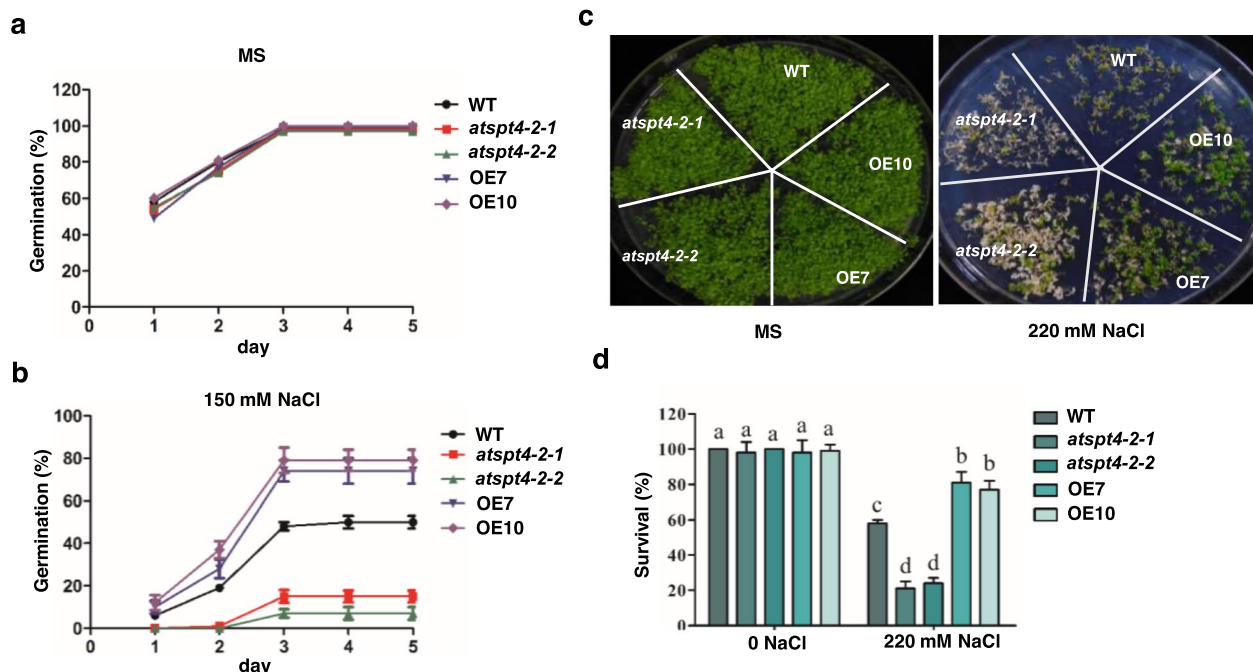 a
MS
Germination (%)
120
100
80
60
40
20
0
0 1 2 3 4 5
day
WT
atspt4-2-1
atspt4-2-2
OE7
OE10
b
150 mM NaCl
Germination (%)
100
80
60
40
20
0
0 1 2 3 4 5
day
WT
atspt4-2-1
atspt4-2-2
OE7
OE10
c
WT
atspt4-2-1
OE10
atspt4-2-2
OE7
MS
WT
atspt4-2-1
OE10
atspt4-2-2
OE7
220 mM NaCl
d
Survival (%)
120
100
80
60
40
20
0
a a a a a
c d d b b
0 NaCl 220 mM NaCl
WT
atspt4-2-1
atspt4-2-2
OE7
OE10